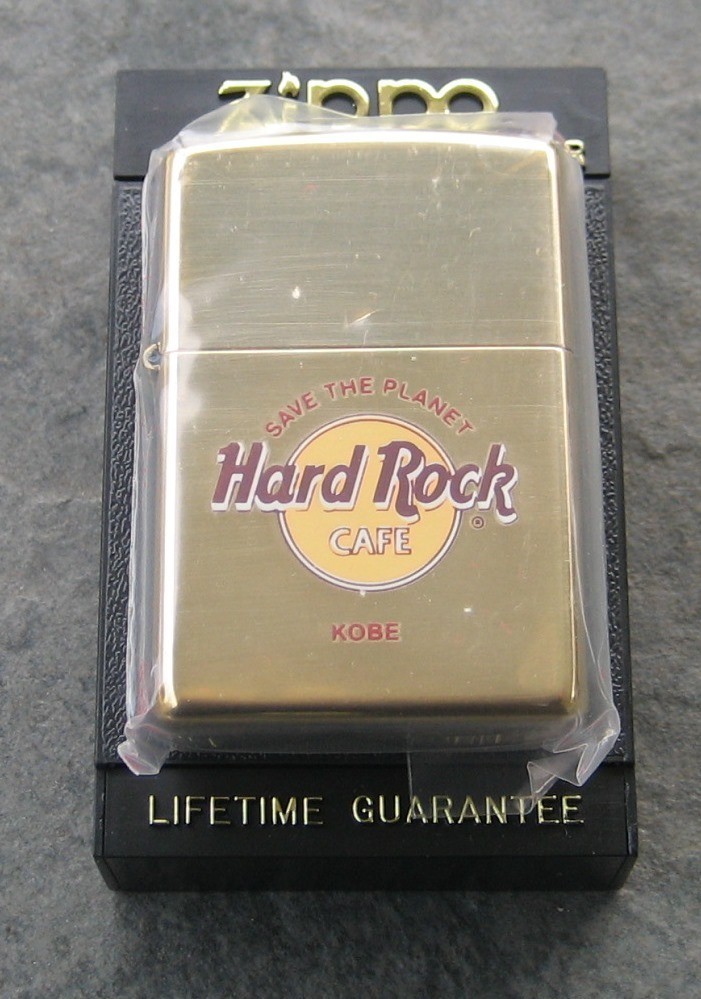 zippo
SAVE THE PLANET
Hard Rock
®
CAFE
KOBE
LIFETIME GUARANTEE